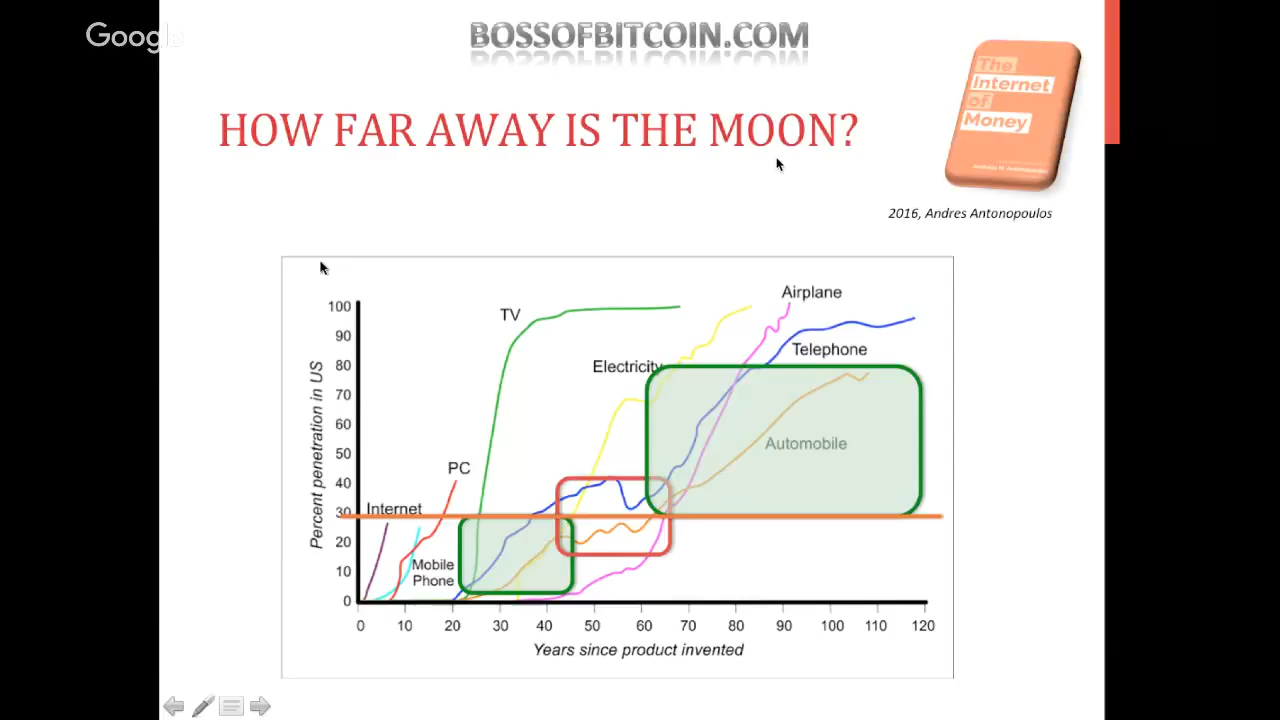 Google
BOSSOFBITCOIN.COM
The
Internet
of
Money
HOW FAR AWAY IS THE MOON?
2016, Andres Antonopoulos
Airplane
100
TV
90
Telephone
80
Electricity
70
60
50
Automobile
PC
40
Internet
30
20
Mobile
Phone
10
0
Percent penetration in US
0 10 20 30 40 50 60 70 80 90 100 110 120
Years since product invented